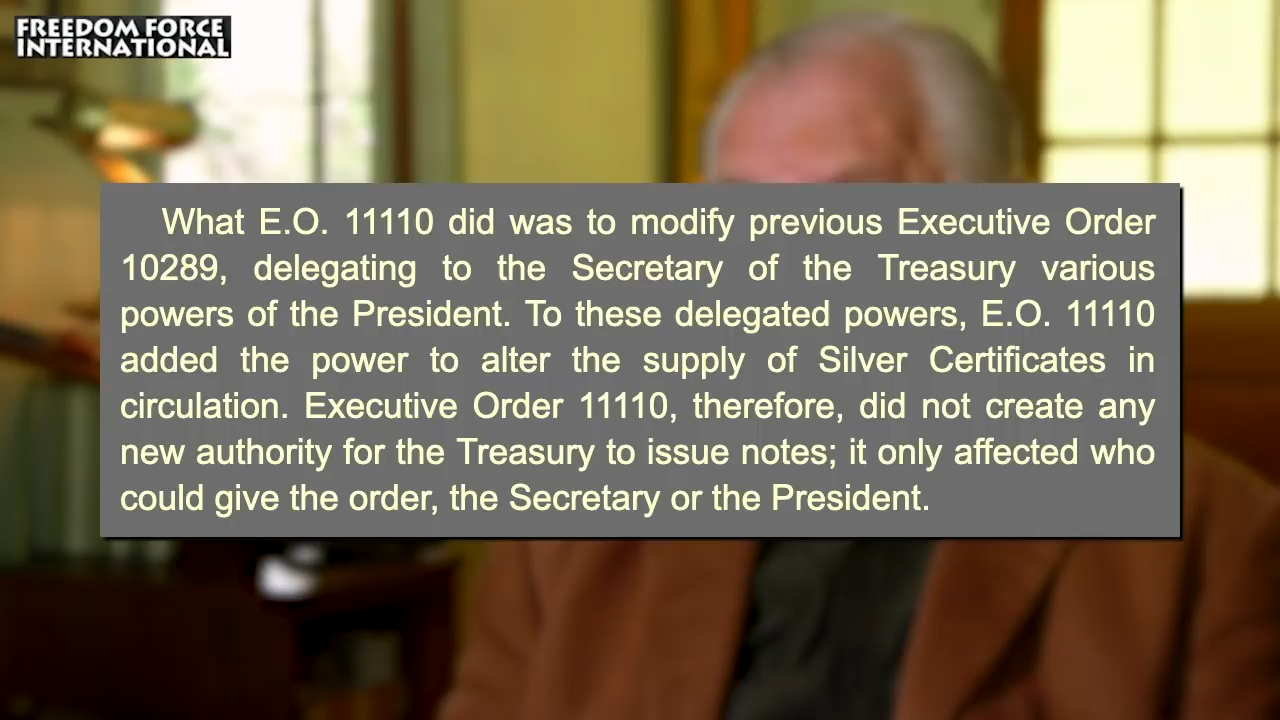 FREEDOM FORCE
INTERNATIONAL
What E.O. 11110 did was to modify previous Executive Order
10289, delegating to the Secretary of the Treasury various
powers of the President. To these delegated powers, E.O. 11110
added the power to alter the supply of Silver Certificates in
circulation. Executive Order 11110, therefore, did not create any
new authority for the Treasury to issue notes; it only affected who
could give the order, the Secretary or the President.